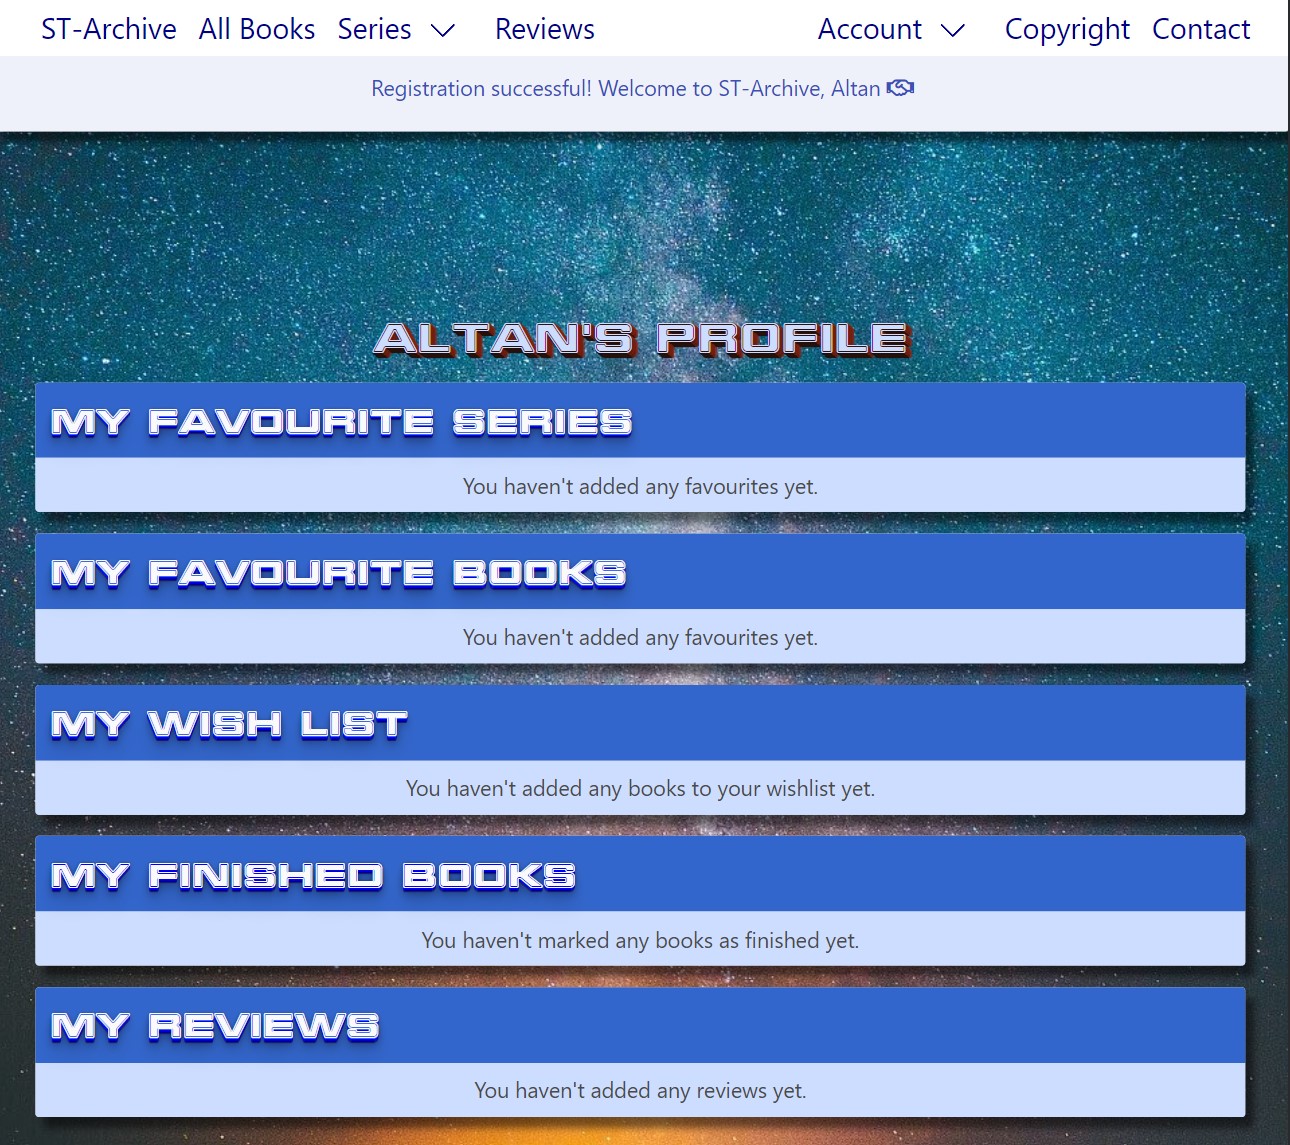 ST-Archive All Books Series Reviews Account Copyright Contact
Registration successful! Welcome to ST-Archive, Altan
ALTAN'S PROFILE
MY FAVOURITE SERIES
You haven't added any favourites yet.
MY FAVOURITE BOOKS
You haven't added any favourites yet.
MY WISH LIST
You haven't added any books to your wishlist yet.
MY FINISHED BOOKS
You haven't marked any books as finished yet.
MY REVIEWS
You haven't added any reviews yet.